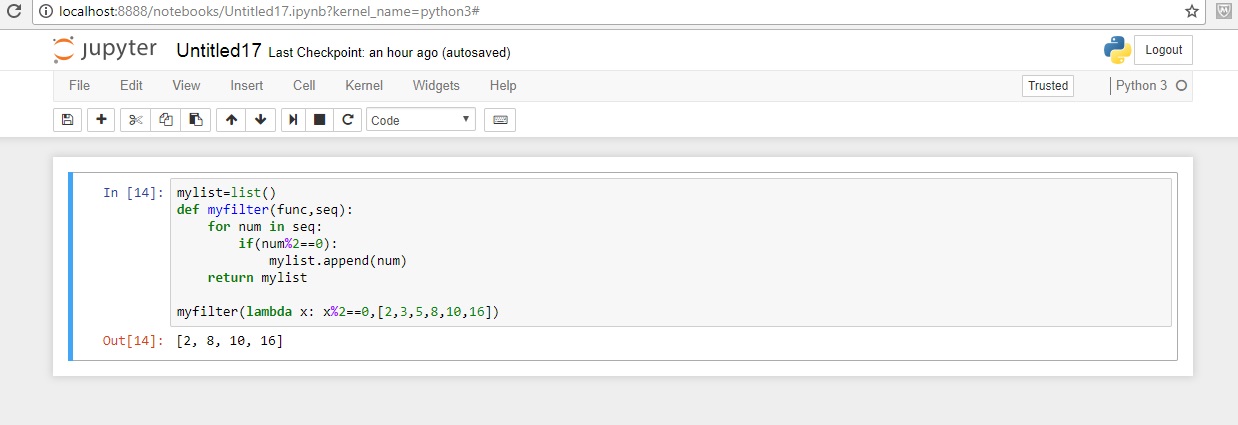 localhost:8888/notebooks/Untitled17.ipynb?kernel_name=python3#
jupyter Untitled17 Last Checkpoint: an hour ago (autosaved) Logout
File Edit View Insert Cell Kernel Widgets Help Trusted Python 3
Code
In [14]: mylist=list()
def myfilter(func,seq):
    for num in seq:
        if(num%2==0):
            mylist.append(num)
    return mylist
myfilter(lambda x: x%2==0,[2,3,5,8,10,16])
Out[14]: [2, 8, 10, 16]